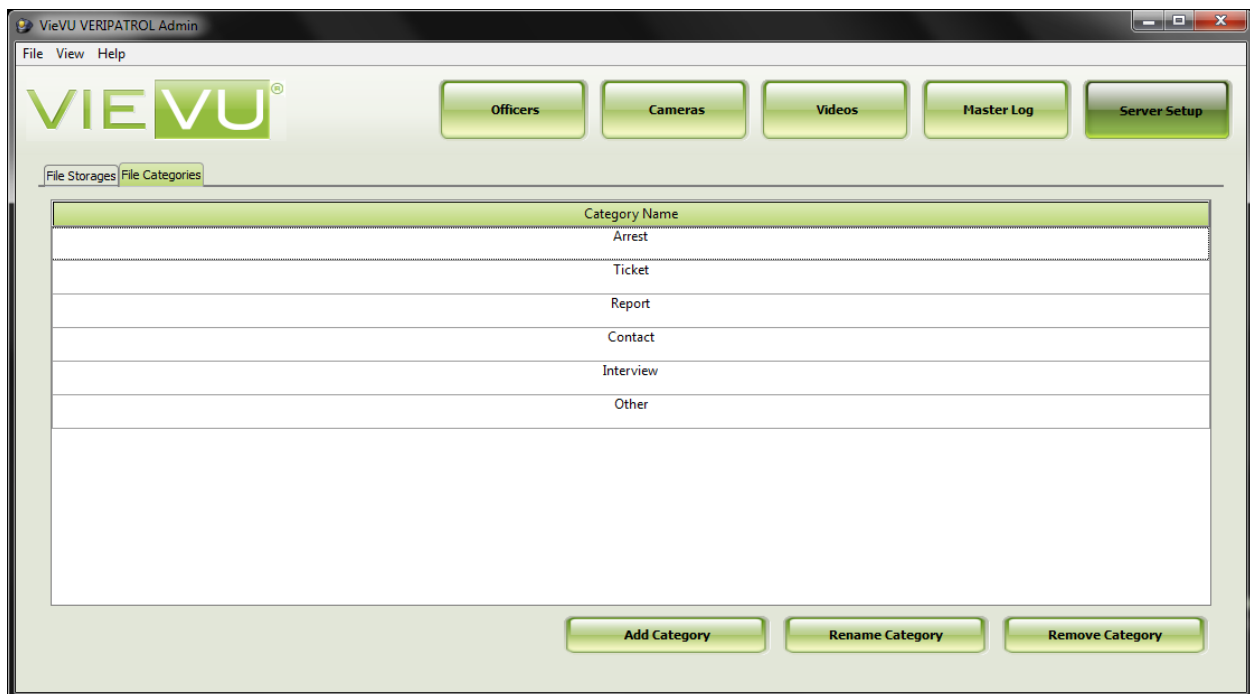 VieVU VERIPATROL Admin
File View Help
VIEVU®
Officers Cameras Videos Master Log Server Setup
File Storages File Categories
Category Name
Arrest
Ticket
Report
Contact
Interview
Other
Add Category Rename Category Remove Category